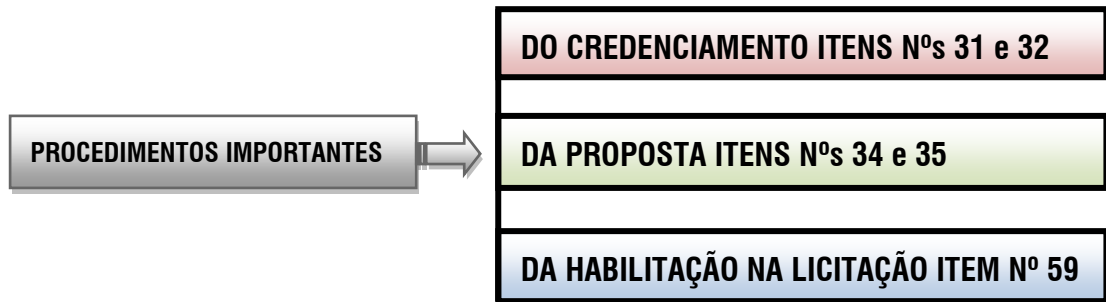 PROCEDIMENTOS IMPORTANTES
DO CREDENCIAMENTO ITENS Nºs 31 e 32
DA PROPOSTA ITENS Nºs 34 e 35
DA HABILITAÇÃO NA LICITAÇÃO ITEM Nº 59